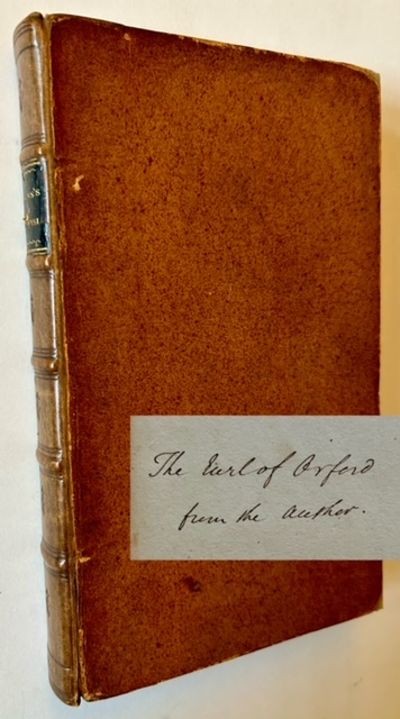 The Earl of Orford
from the Author.